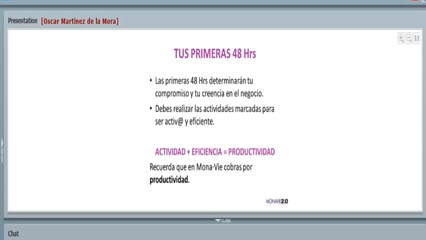 Presentation [Oscar Martinez de la Mora]
TUS PRIMERAS 48 Hrs
• Las primeras 48 Hrs determinarán tu
compromiso y tu creencia en el negocio.
• Debes realizar las actividades marcadas para
ser activ@ y eficiente.
ACTIVIDAD + EFICIENCIA = PRODUCTIVIDAD
Recuerda que en Mona-Vie cobras por
productividad.
MONAVIE2.0
Chat